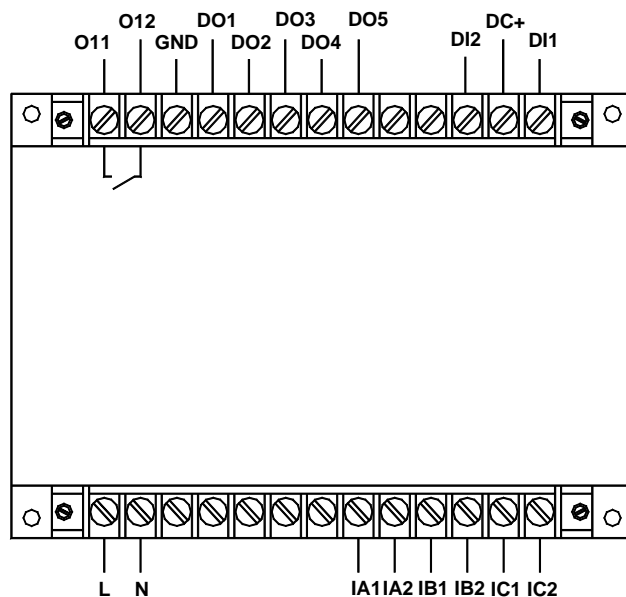 O12 DO1 DO3 DO5 DC+
O11 GND DO2 DO4 DI2 DI1
L N IA1 IA2 IB1 IB2 IC1 IC2